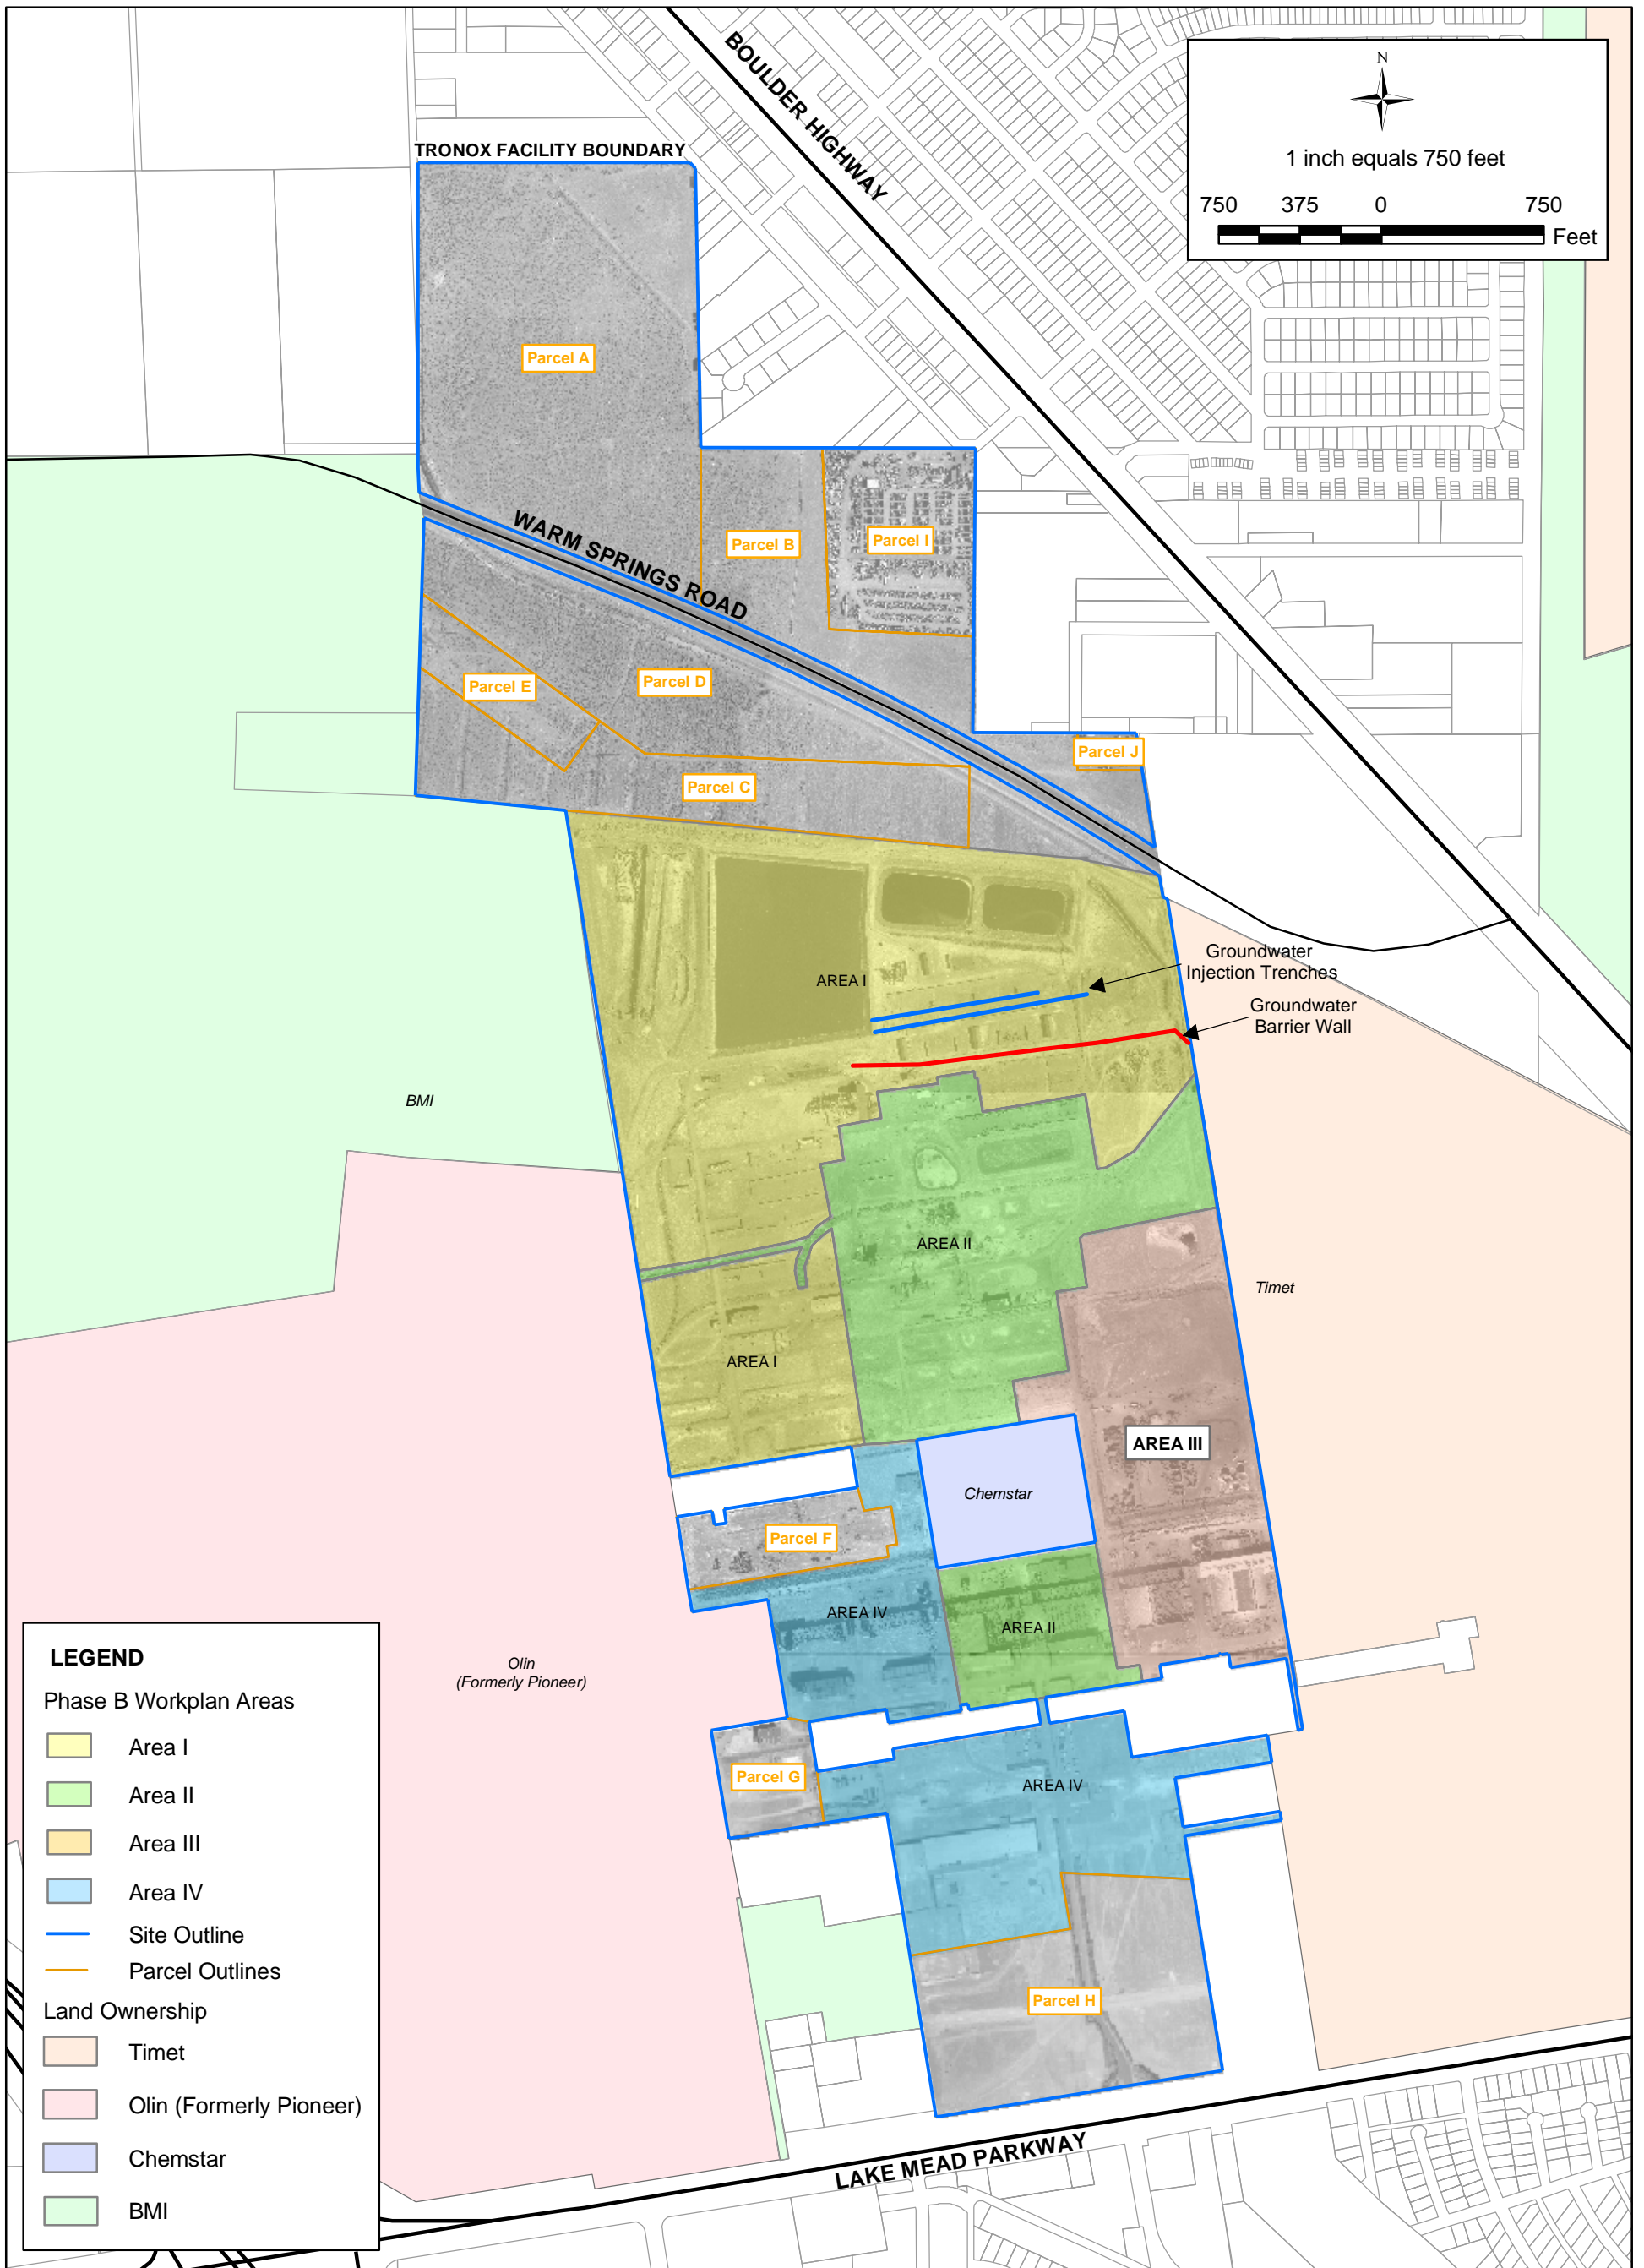 BOULDER HIGHWAY
N
1 inch equals 750 feet
750 375 0 750
Feet
TRONOX FACILITY BOUNDARY
Parcel A
WARM SPRINGS ROAD
Parcel B
Parcel I
Parcel E
Parcel D
Parcel J
Parcel C
Groundwater
Injection Trenches
AREA I
Groundwater
Barrier Wall
BMI
AREA II
Timet
AREA I
AREA III
Chemstar
Parcel F
AREA IV
AREA II
Olin
(Formerly Pioneer)
Parcel G
AREA IV
Parcel H
LAKE MEAD PARKWAY
LEGEND
Phase B Workplan Areas
Area I
Area II
Area III
Area IV
Site Outline
Parcel Outlines
Land Ownership
Timet
Olin (Formerly Pioneer)
Chemstar
BMI